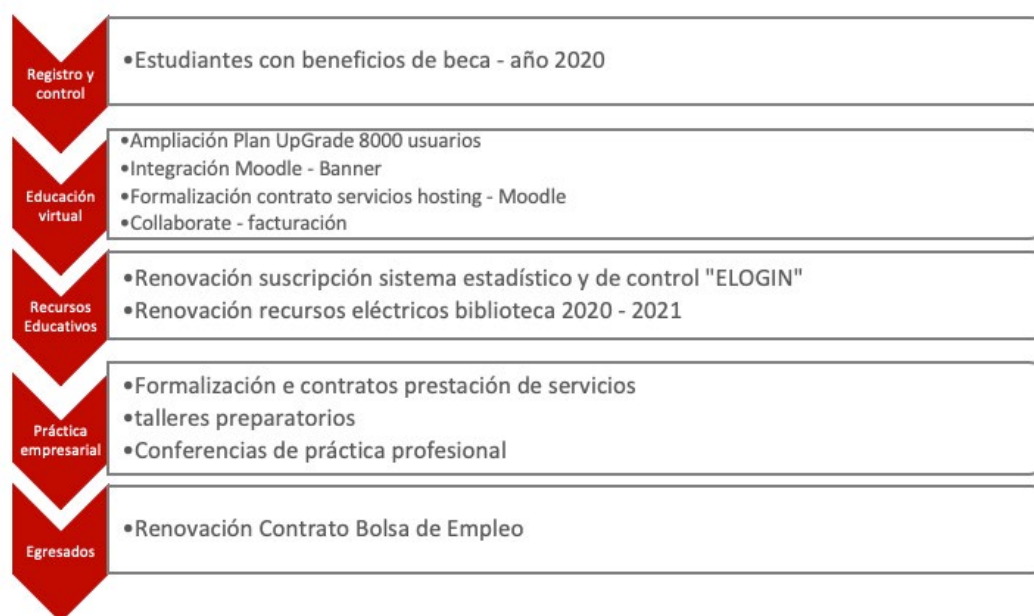 Registro y
control
•Estudiantes con beneficios de beca - año 2020
Educación
virtual
•Ampliación Plan UpGrade 8000 usuarios
•Integración Moodle - Banner
•Formalización contrato servicios hosting - Moodle
•Collaborate - facturación
Recursos
Educativos
•Renovación suscripción sistema estadístico y de control "ELOGIN"
•Renovación recursos eléctricos biblioteca 2020 - 2021
Práctica
empresarial
•Formalización e contratos prestación de servicios
•talleres preparatorios
•Conferencias de práctica profesional
Egresados
•Renovación Contrato Bolsa de Empleo